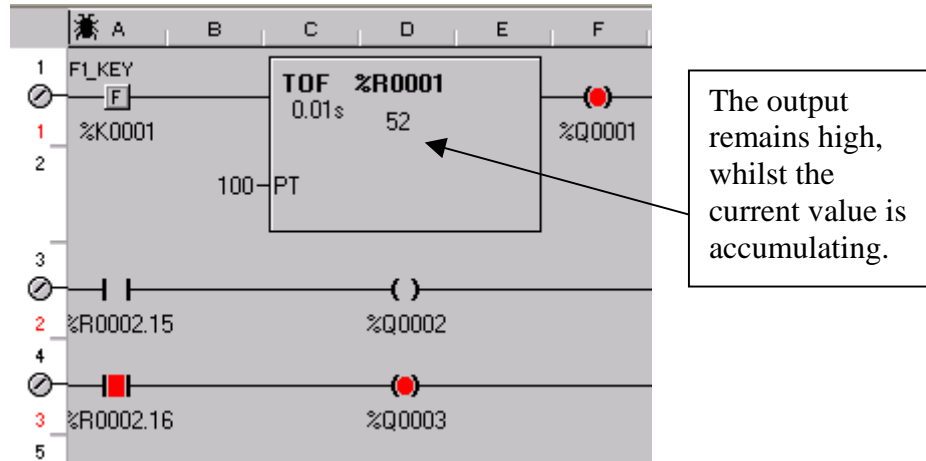 A B C D E F
1 F1_KEY
F
TOF %R0001
0.01s 52
1 %K0001 %Q0001
2
100 PT
The output
remains high,
whilst the
current value is
accumulating.
3
2 %R0002.15 %Q0002
4
3 %R0002.16 %Q0003
5